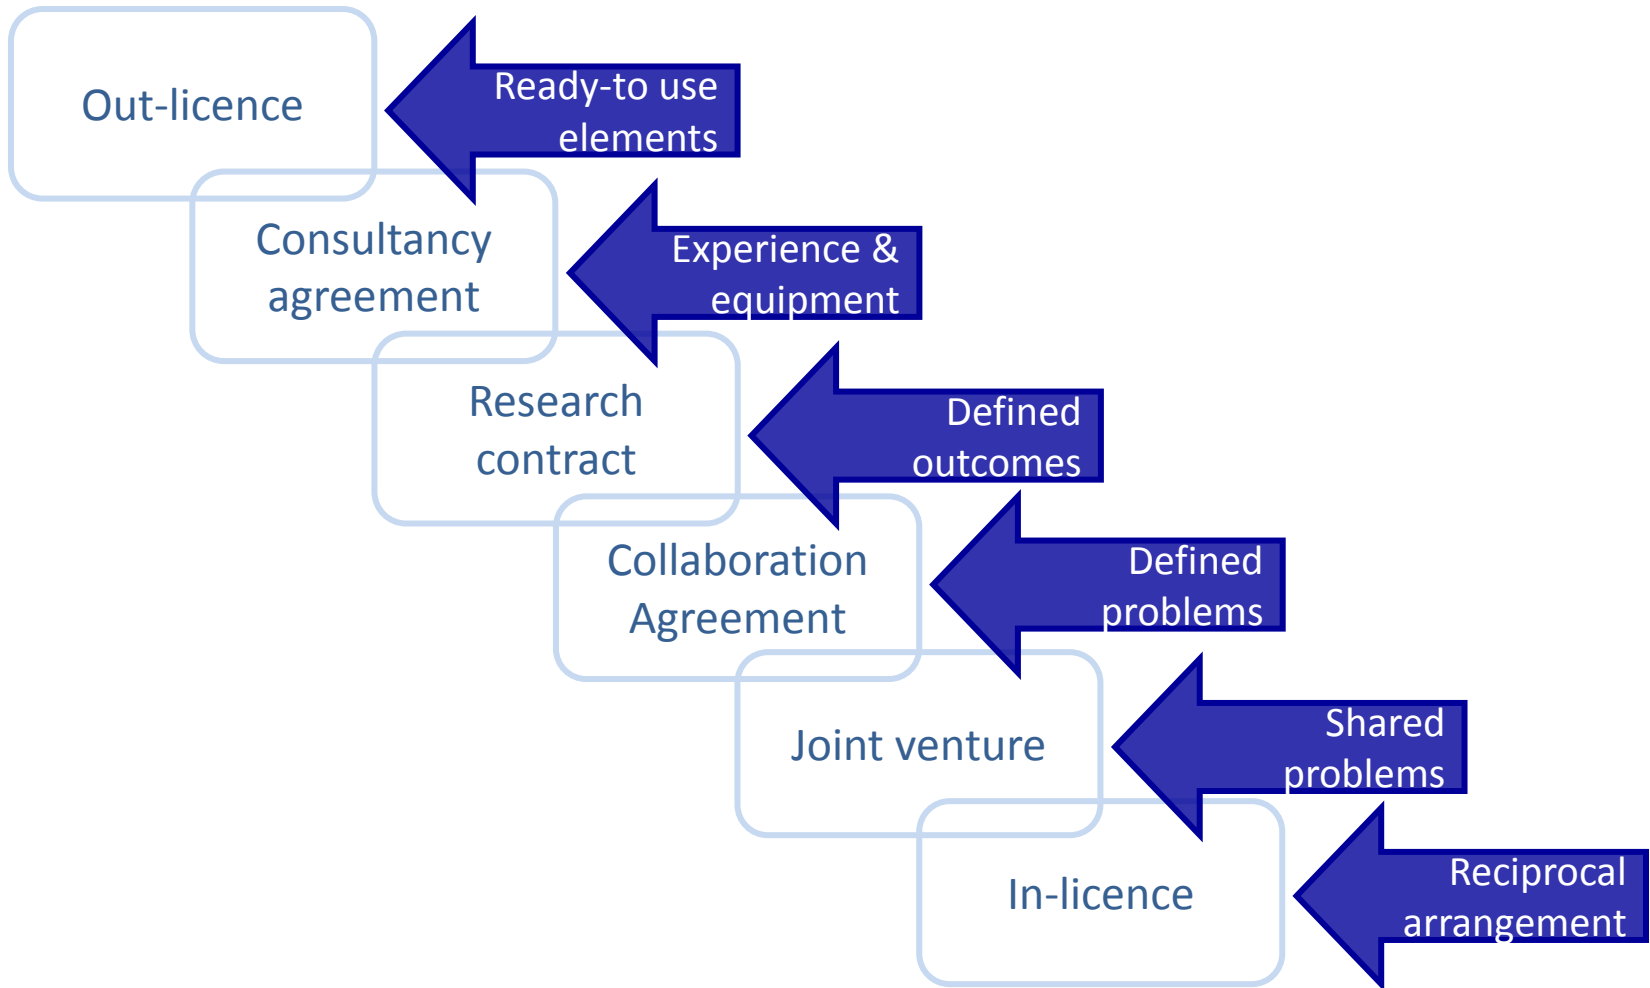 Out-licence
Ready-to use
elements
Consultancy
agreement
Experience &
equipment
Research
contract
Defined
outcomes
Collaboration
Agreement
Defined
problems
Joint venture
Shared
problems
In-licence
Reciprocal
arrangement